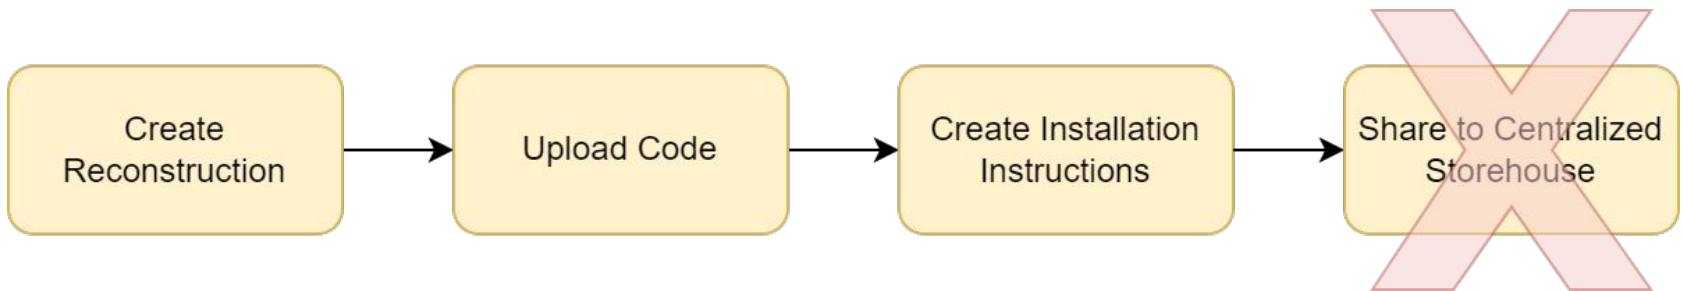 Create
Reconstruction
Upload Code
Create Installation
Instructions
Share to Centralized
Storehouse